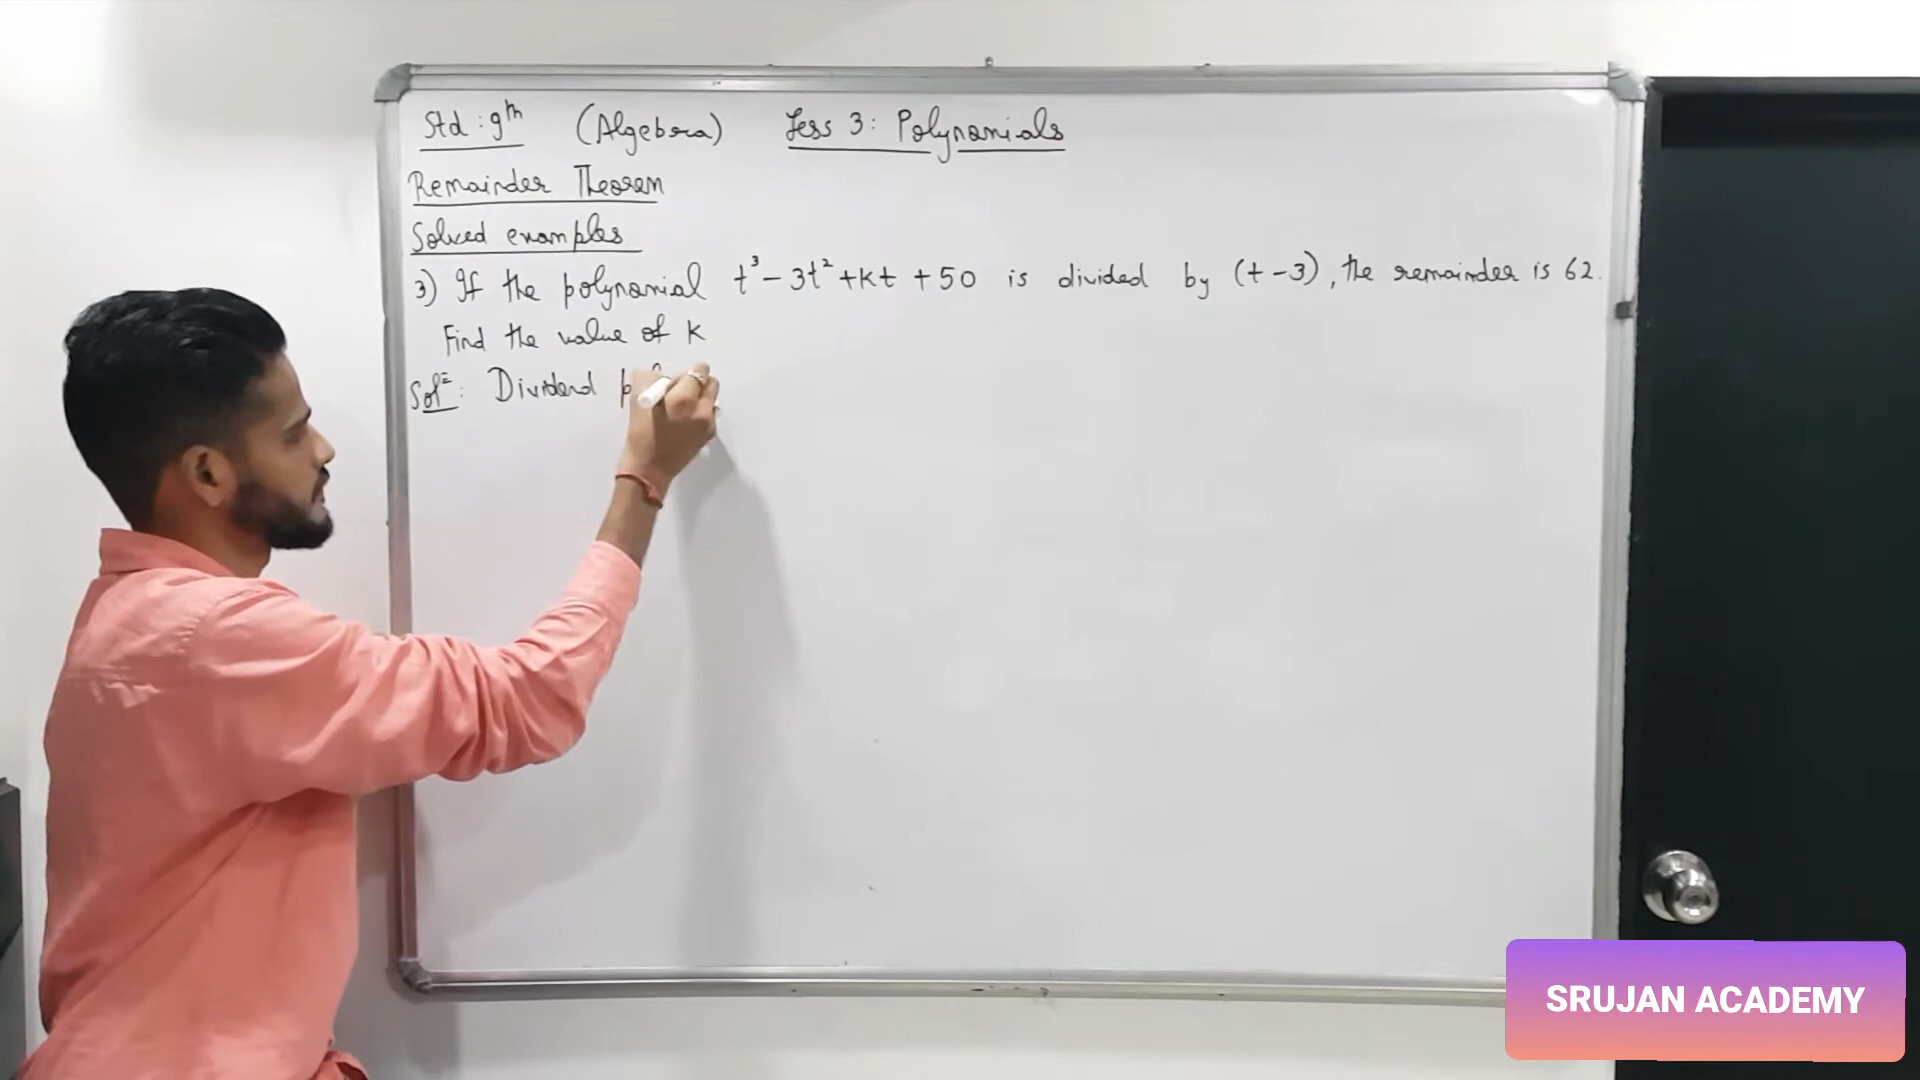 Std : 9th (Algebra) Less 3: Polynomials
Remainder Theorem
Solved examples
3) If the polynomial t³ - 3t² + kt + 50 is divided by (t - 3), the remainder is 62.
Find the value of k
Solⁿ: Dividend
SRUJAN ACADEMY